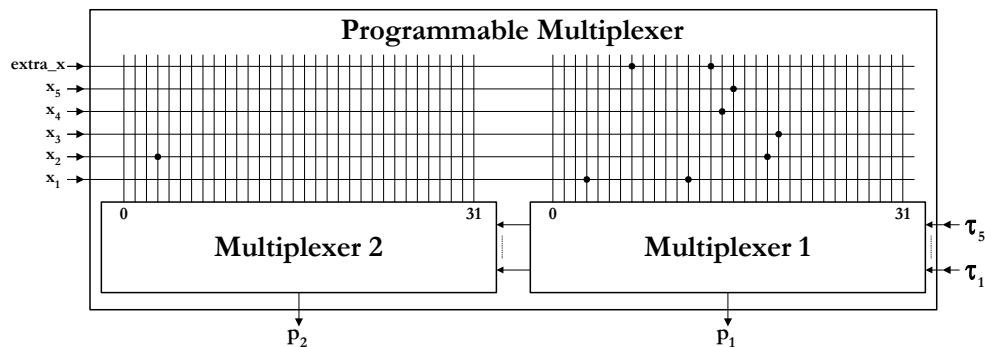 Programmable Multiplexer
extra_x
x5
x4
x3
x2
x1
0 31 0 31
Multiplexer 2 Multiplexer 1
τ5
τ1
p2 p1